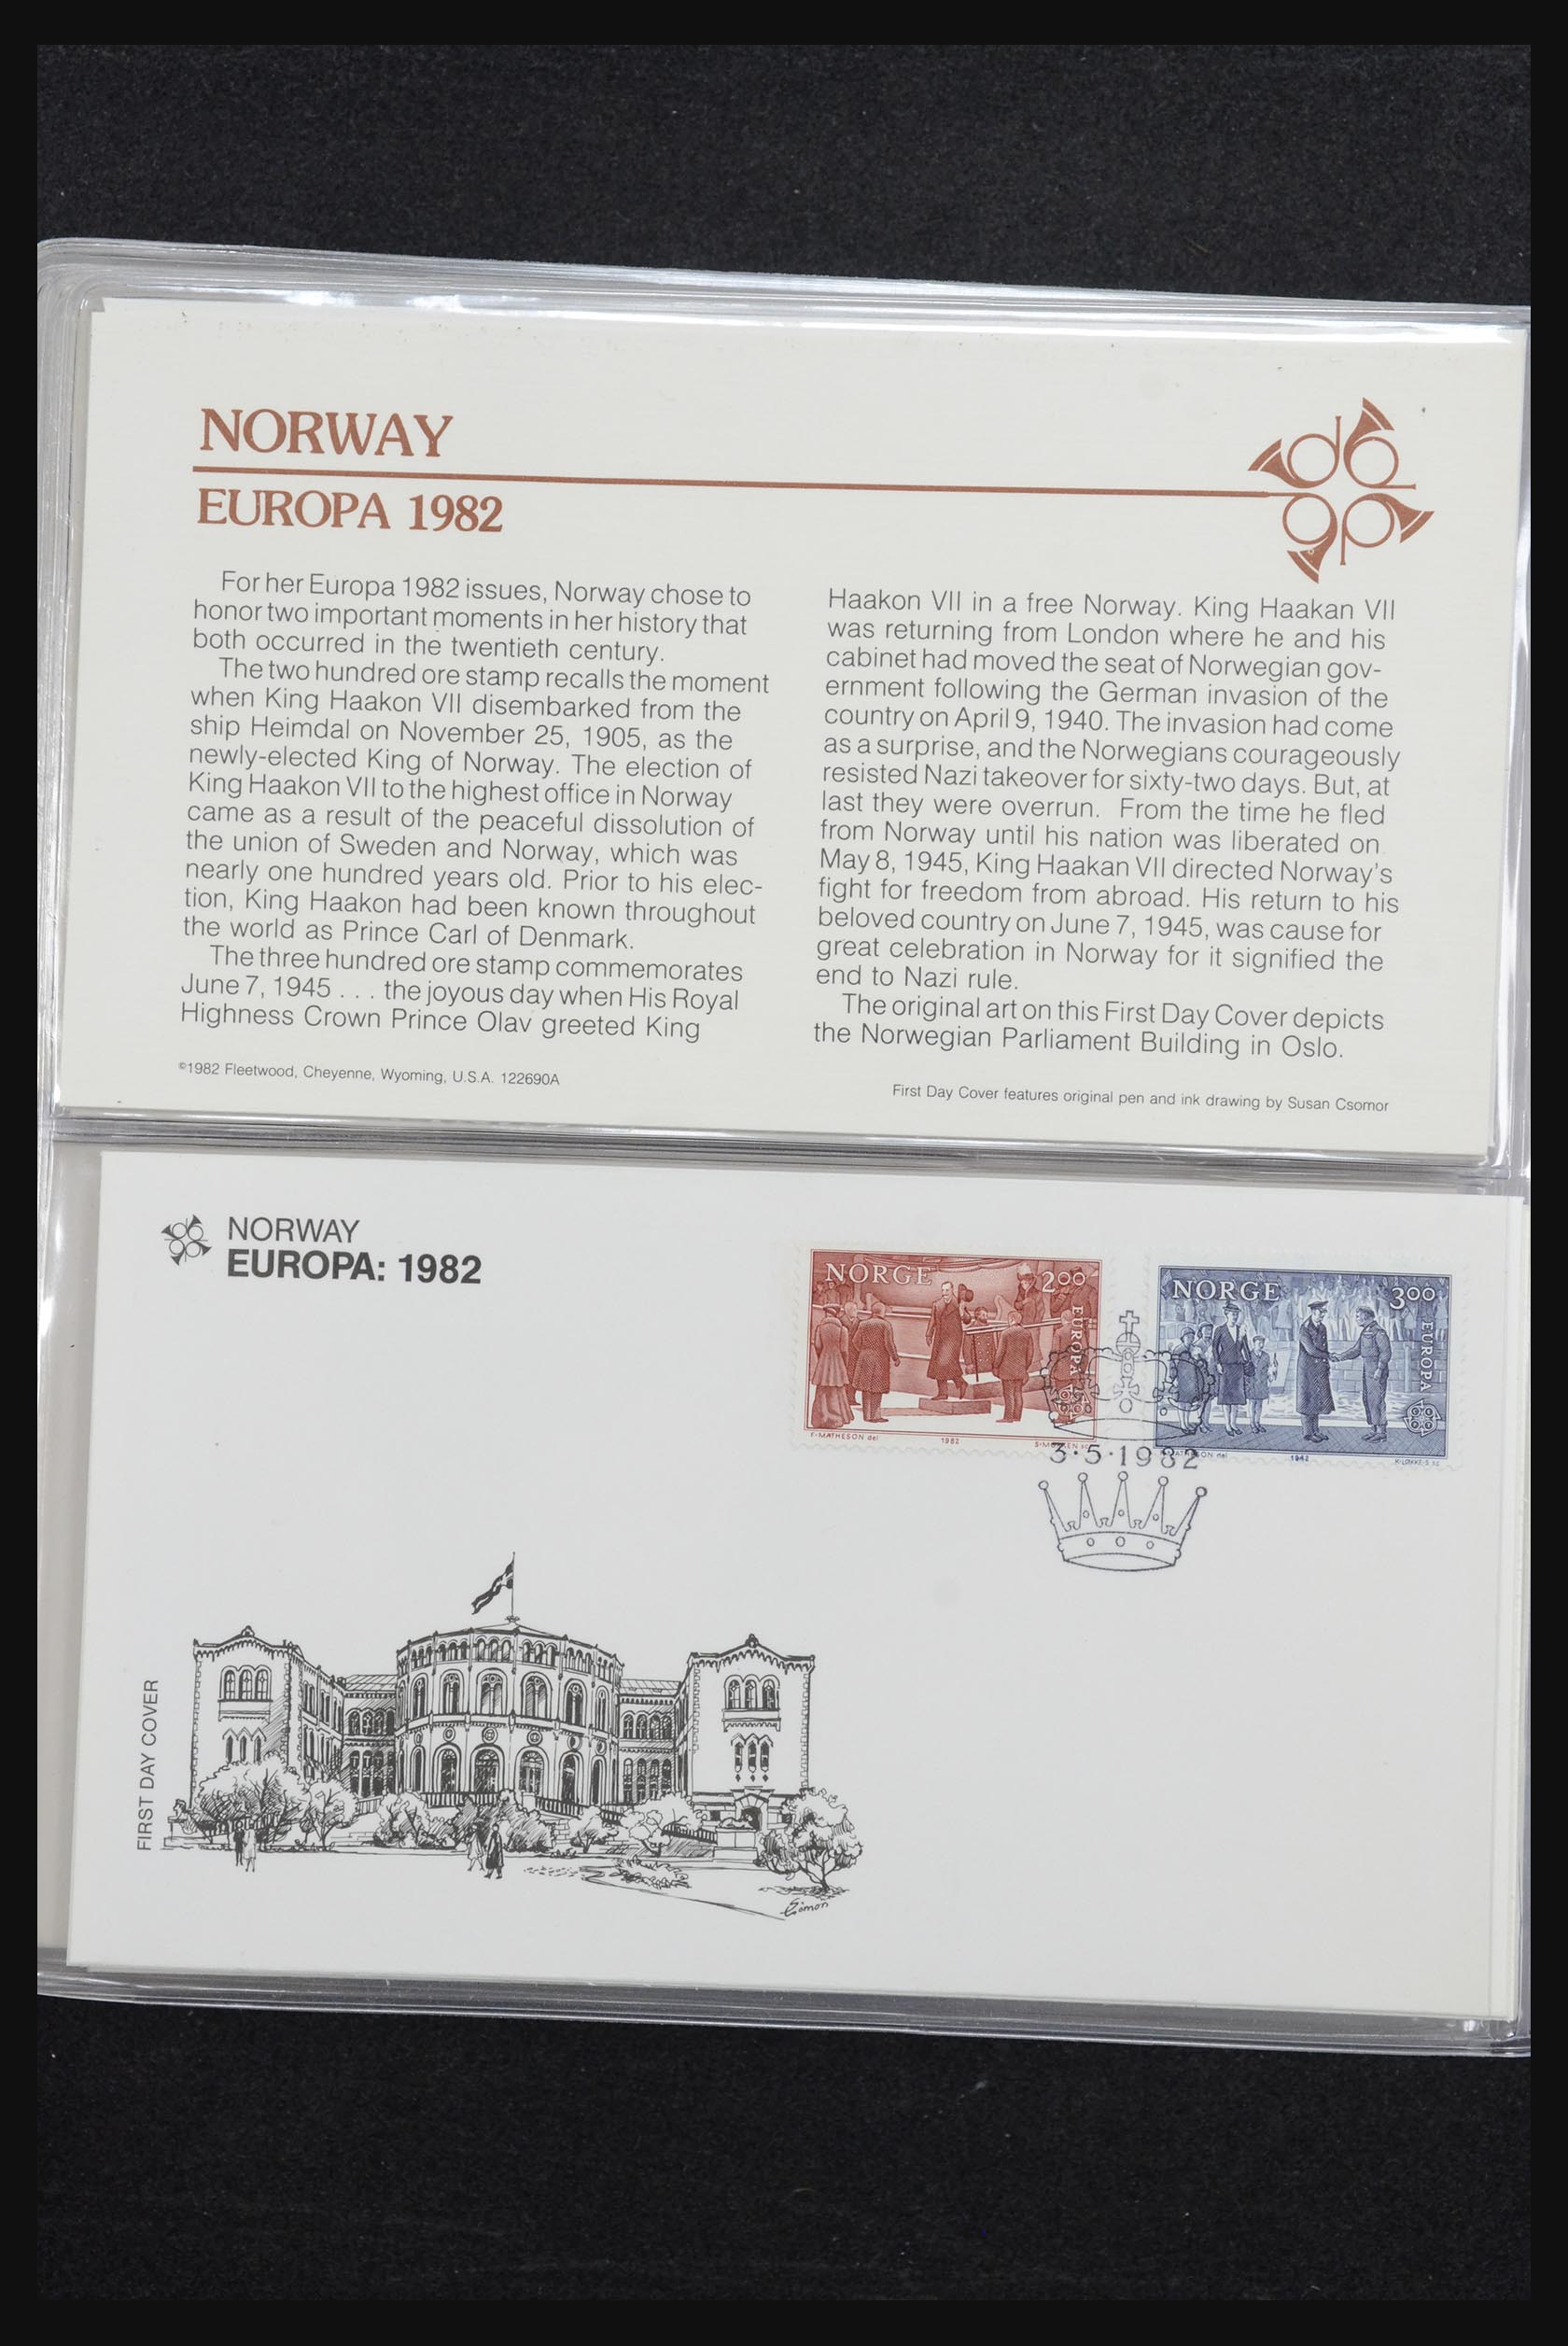 NORWAY
EUROPA 1982
For her Europa 1982 issues, Norway chose to
honor two important moments in her history that
both occurred in the twentieth century.
The two hundred ore stamp recalls the moment
when King Haakon VII disembarked from the
ship Heimdal on November 25, 1905, as the
newly-elected King of Norway. The election of
King Haakon VII to the highest office in Norway
came as a result of the peaceful dissolution of
the union of Sweden and Norway, which was
nearly one hundred years old. Prior to his elec-
tion, King Haakon had been known throughout
the world as Prince Carl of Denmark.
The three hundred ore stamp commemorates
June 7, 1945 . . . the joyous day when His Royal
Highness Crown Prince Olav greeted King
Haakon VII in a free Norway. King Haakan VII
was returning from London where he and his
cabinet had moved the seat of Norwegian gov-
ernment following the German invasion of the
country on April 9, 1940. The invasion had come
as a surprise, and the Norwegians courageously
resisted Nazi takeover for sixty-two days. But, at
last they were overrun. From the time he fled
from Norway until his nation was liberated on
May 8, 1945, King Haakan VII directed Norway's
fight for freedom from abroad. His return to his
beloved country on June 7, 1945, was cause for
great celebration in Norway for it signified the
end to Nazi rule.
The original art on this First Day Cover depicts
the Norwegian Parliament Building in Oslo.
©1982 Fleetwood, Cheyenne, Wyoming, U.S.A. 122690A
First Day Cover features original pen and ink drawing by Susan Csomor
NORWAY
EUROPA: 1982
NORGE 200
EUROPA
F·MATHESON del 1982
NORGE 300
EUROPA
del 1982
3·5·1982
FIRST DAY COVER